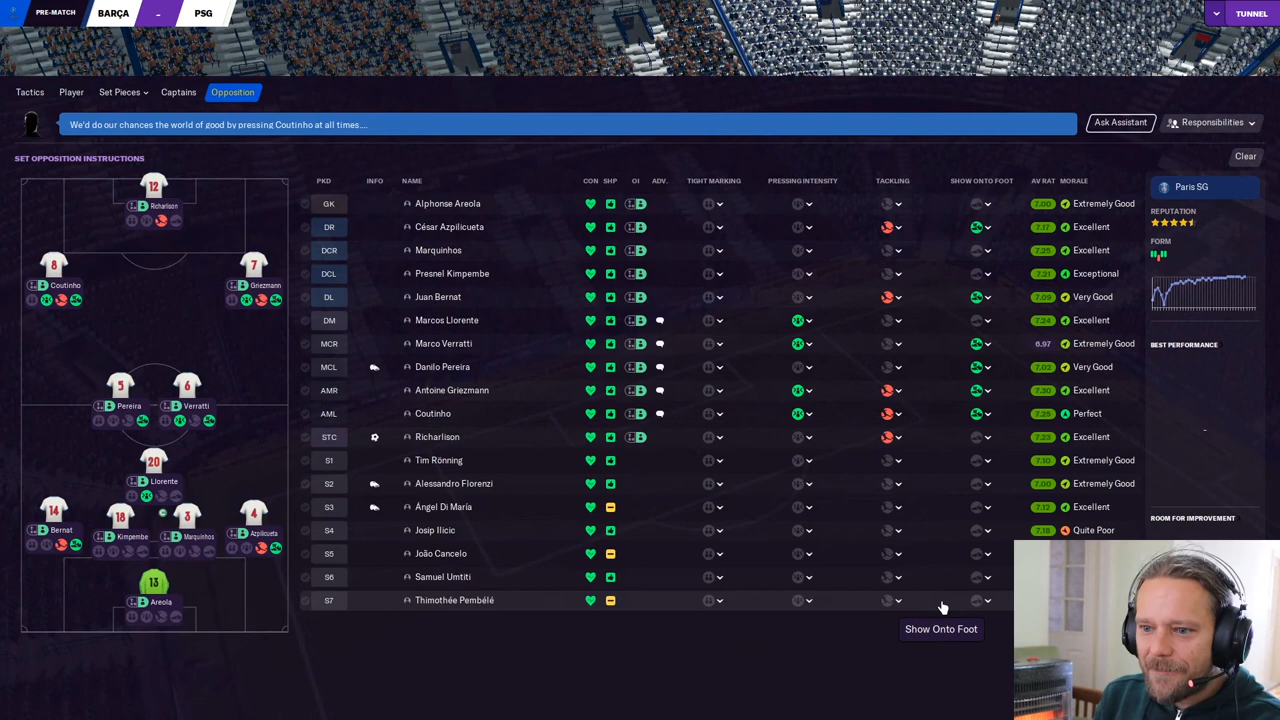 PRE-MATCH BARÇA - PSG TUNNEL
Tactics Player Set Pieces Captains Opposition
We'd do our chances the world of good by pressing Coutinho at all times.... Ask Assistant Responsibilities
SET OPPOSITION INSTRUCTIONS Clear
PKD INFO NAME CON SHP OI ADV. TIGHT MARKING PRESSING INTENSITY TACKLING SHOW ONTO FOOT AV RAT MORALE
GK Alphonse Areola 7.00 Extremely Good
DR César Azpilicueta 7.17 Excellent
DCR Marquinhos 7.25 Excellent
DCL Presnel Kimpembe 7.21 Exceptional
DL Juan Bernat 7.09 Very Good
DM Marcos Llorente 7.24 Excellent
MCR Marco Verratti 6.97 Extremely Good
MCL Danilo Pereira 7.02 Very Good
AMR Antoine Griezmann 7.30 Excellent
AML Coutinho 7.25 Perfect
STC Richarlison 7.23 Excellent
S1 Tim Rönning 7.10 Extremely Good
S2 Alessandro Florenzi 7.00 Extremely Good
S3 Ángel Di María 7.12 Excellent
S4 Josip Ilicic 7.18 Quite Poor
S5 João Cancelo
S6 Samuel Umtiti
S7 Thimothée Pembélé
Show Onto Foot
12
Richarlison
8 7
Coutinho Griezmann
5 6
Pereira Verratti
20
Llorente
14 18 3 4
Bernat Kimpembe Marquinhos Azpilicueta
13
Areola
Paris SG
REPUTATION
FORM
BEST PERFORMANCE
-
ROOM FOR IMPROVEMENT